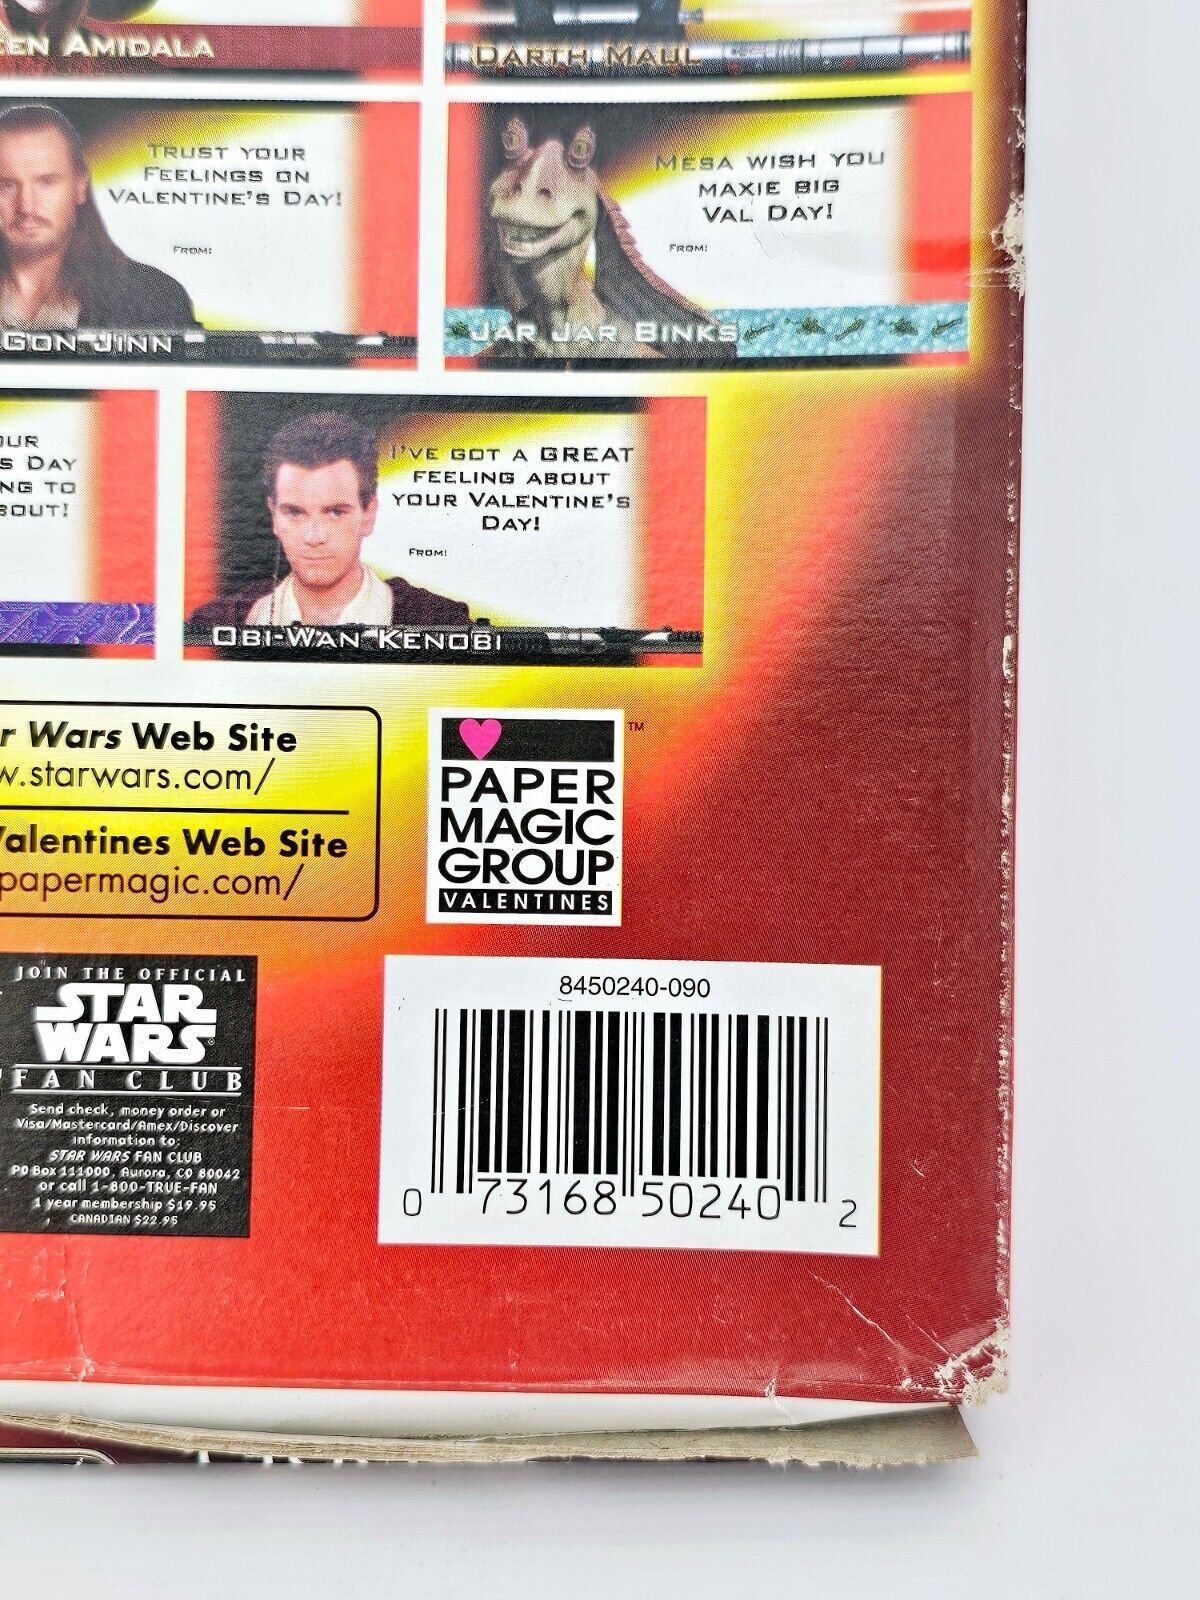 EEN AMIDALA
DARTH MAUL
TRUST YOUR
FEELINGS ON
VALENTINE'S DAY!
FROM:
GON JINN
MESA WISH YOU
MAXIE BIG
VAL DAY!
FROM:
JAR JAR BINKS
OUR
S DAY
NG TO
BOUT!
I'VE GOT A GREAT
FEELING ABOUT
YOUR VALENTINE'S
DAY!
FROM:
OBI-WAN KENOBI
r Wars Web Site
w.starwars.com/
Valentines Web Site
papermagic.com/
TM
PAPER
MAGIC
GROUP
VALENTINES
JOIN THE OFFICIAL
STAR
WARS®
FAN CLUB
Send check, money order or
Visa/Mastercard/Amex/Discover
information to:
STAR WARS FAN CLUB
PO Box 111000, Aurora, CO 80042
or call 1-800-TRUE-FAN
1 year membership $19.95
CANADIAN $22.95
8450240-090
0 73168 50240 2